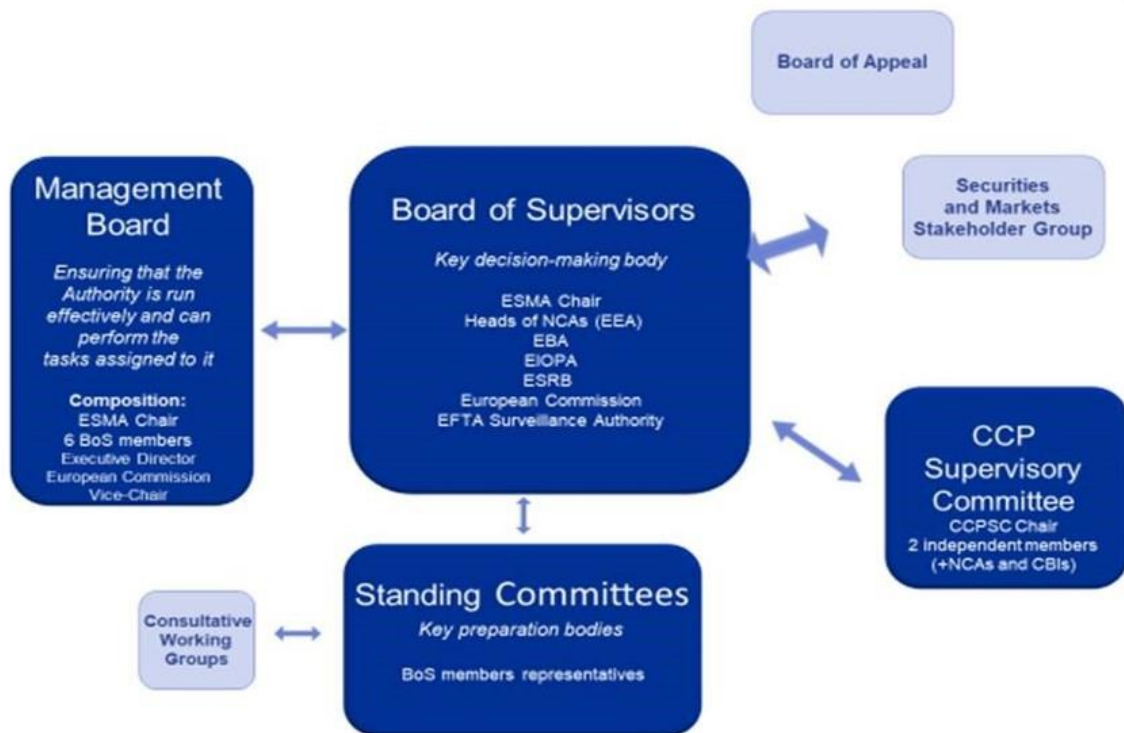 Board of Appeal
Management
Board
Ensuring that the
Authority is run
effectively and can
perform the
tasks assigned to it
Composition:
ESMA Chair
6 BoS members
Executive Director
European Commission
Vice-Chair
Board of Supervisors
Key decision-making body
ESMA Chair
Heads of NCAs (EEA)
EBA
EIOPA
ESRB
European Commission
EFTA Surveillance Authority
Securities
and Markets
Stakeholder Group
CCP
Supervisory
Committee
CCPSC Chair
2 independent members
(+NCAs and CBIs)
Standing Committees
Key preparation bodies
BoS members representatives
Consultative
Working
Groups